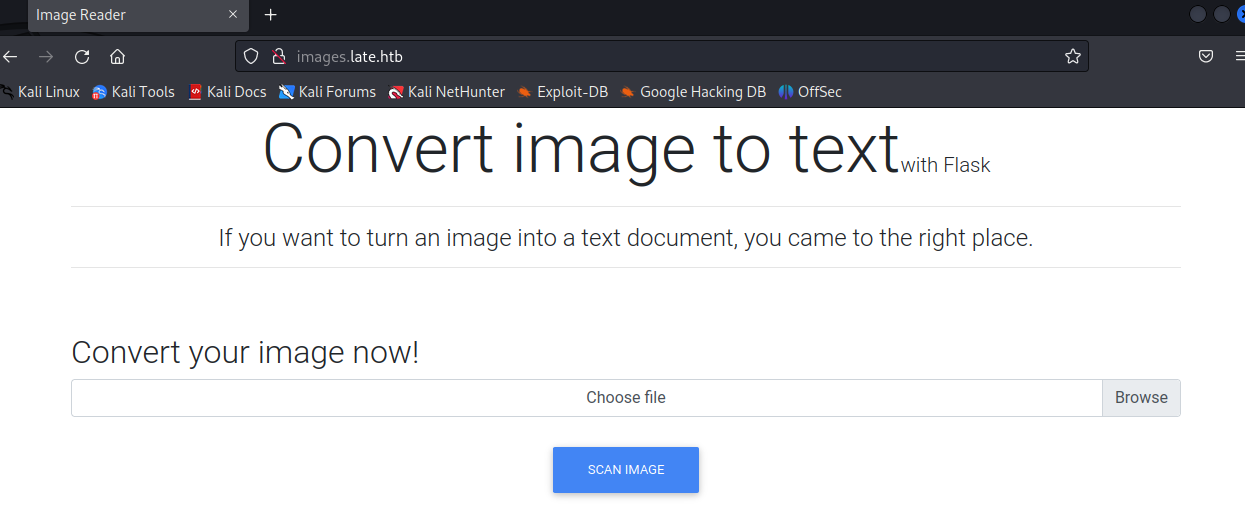 Image Reader
images.late.htb
Kali Linux Kali Tools Kali Docs Kali Forums Kali NetHunter Exploit-DB Google Hacking DB OffSec
Convert image to text with Flask
If you want to turn an image into a text document, you came to the right place.
Convert your image now!
Choose file Browse
SCAN IMAGE